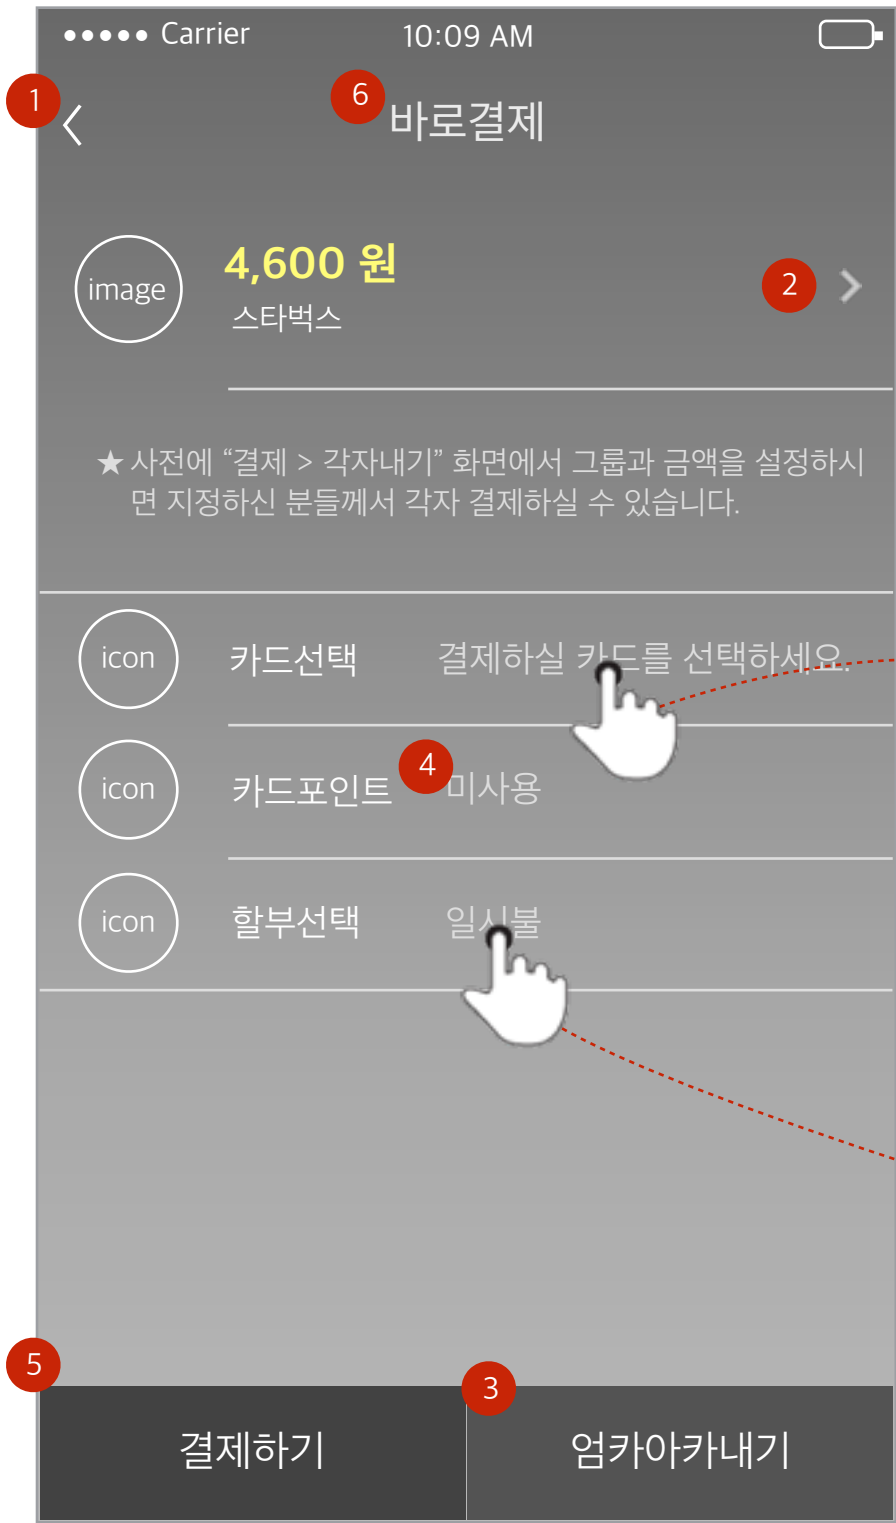 ●●●●● Carrier 10:09 AM
1
6
바로결제
image
4,600 원
스타벅스
2
★ 사전에 “결제 > 각자내기” 화면에서 그룹과 금액을 설정하시
면 지정하신 분들께서 각자 결제하실 수 있습니다.
icon 카드선택 결제하실 카드를 선택하세요.
icon 카드포인트 4 미사용
icon 할부선택 일시불
5
3
결제하기 엄카아카내기